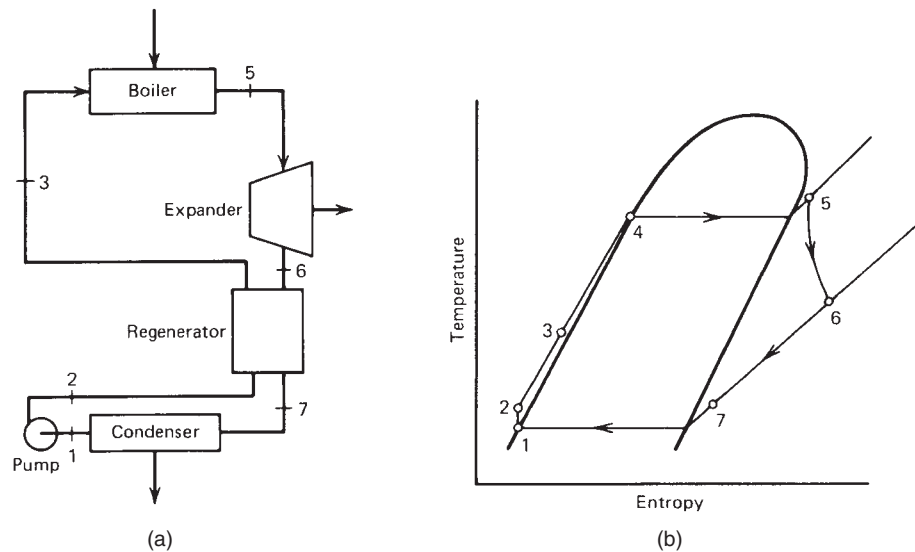 5
Boiler
3
Expander
6
Regenerator
2
7
Condenser
1
Pump
(a)
Temperature
5
4
6
3
2
7
1
Entropy
(b)